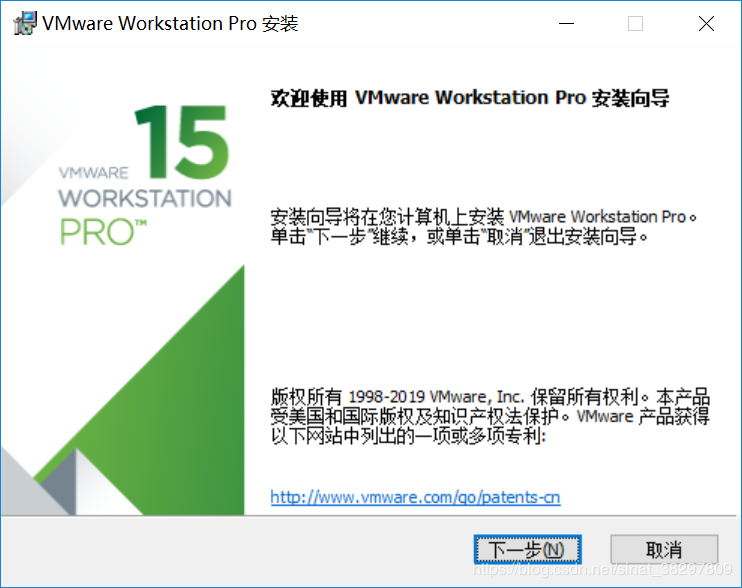 VMware Workstation Pro 安装
欢迎使用 VMware Workstation Pro 安装向导
15
VMWARE
WORKSTATION
PRO™
安装向导将在您计算机上安装 VMware Workstation Pro。
单击“下一步”继续，或单击“取消”退出安装向导。
版权所有 1998-2019 VMware, Inc. 保留所有权利。本产品
受美国和国际版权及知识产权法保护。VMware 产品获得
以下网站中列出的一项或多项专利:
http://www.vmware.com/go/patents-cn
下一步(N)
取消
https://blog.csdn.net/sinat_38297809